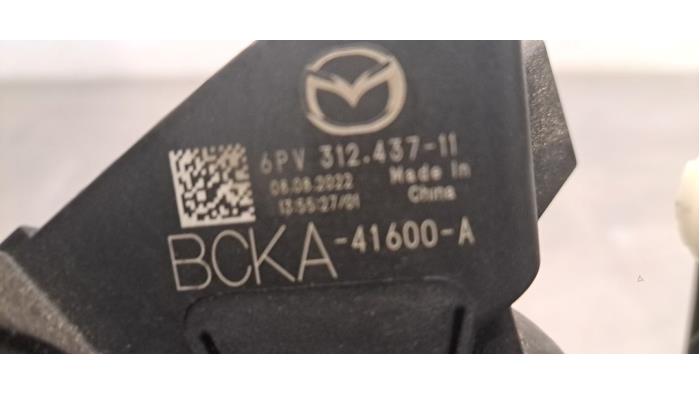 6PV 312.437-11
08.08.2022 Made In
13:55:27/01 China
BCKA-41600-A